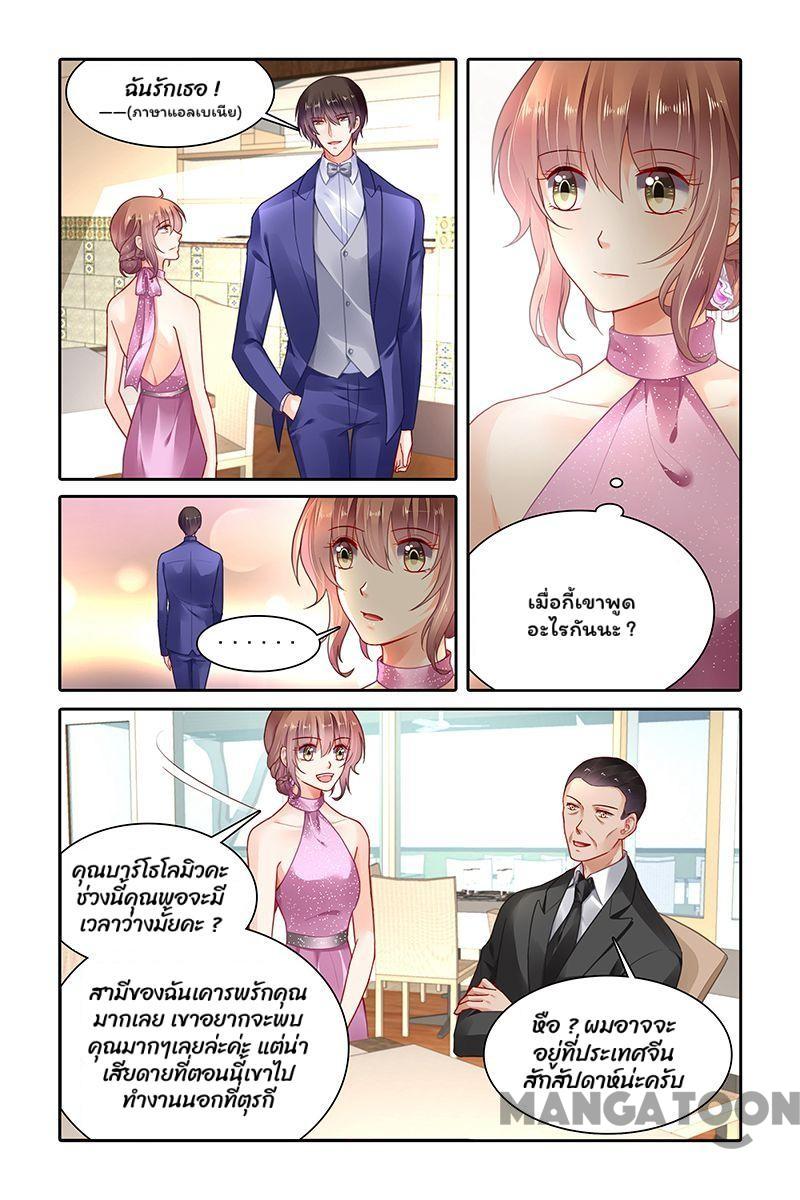 ฉันรักเธอ !
——(ภาษาแอลเบเนีย)
เมื่อกี้เขาพูด
อะไรกันนะ ?
. . . . . .
คุณบาร์โธโลมิวคะ
ช่วงนี้คุณพอจะมี
เวลาว่างมั้ยคะ ?
สามีของฉันเคารพรักคุณ
มากเลย เขาอยากจะพบ
คุณมากๆเลยล่ะค่ะ แต่น่า
เสียดายที่ตอนนี้เขาไป
ทำงานนอกที่ตุรกี
หือ ? ผมอาจจะ
อยู่ที่ประเทศจีน
สักสัปดาห์น่ะครับ
MANGATOON